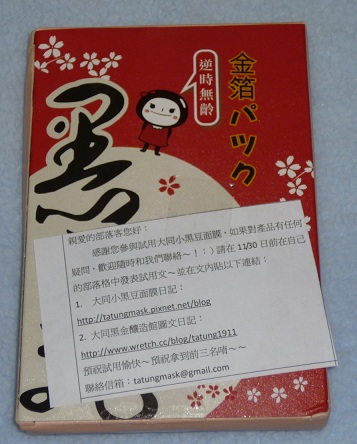 金箔パック
逆時無齡
黑
親愛的部落客您好：
感謝您參與試用大同小黑豆面膜，如果對產品有任何
疑問，歡迎隨時和我們聯絡～！：）請在 11/30 日前在自己
的部落格中發表試用文～並在文內貼以下連結：
1. 大同小黑豆面膜日記：
http://tatungmask.pixnet.net/blog
2. 大同黑金釀造館圖文日記：
http://www.wretch.cc/blog/tatung1911
預祝試用愉快～預祝拿到前三名唷～～
聯絡信箱：tatungmask@gmail.com